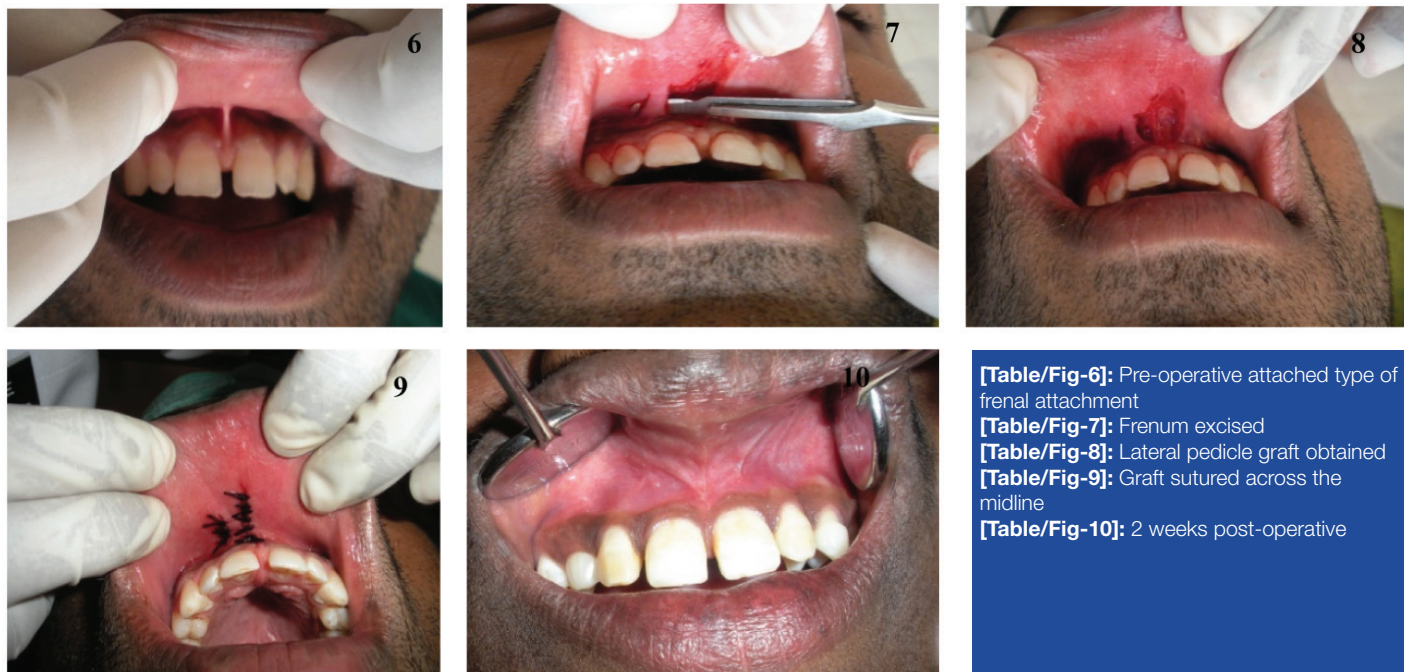 6
7
8
9
10
[Table/Fig-6]: Pre-operative attached type of
frenal attachment
[Table/Fig-7]: Frenum excised
[Table/Fig-8]: Lateral pedicle graft obtained
[Table/Fig-9]: Graft sutured across the
midline
[Table/Fig-10]: 2 weeks post-operative